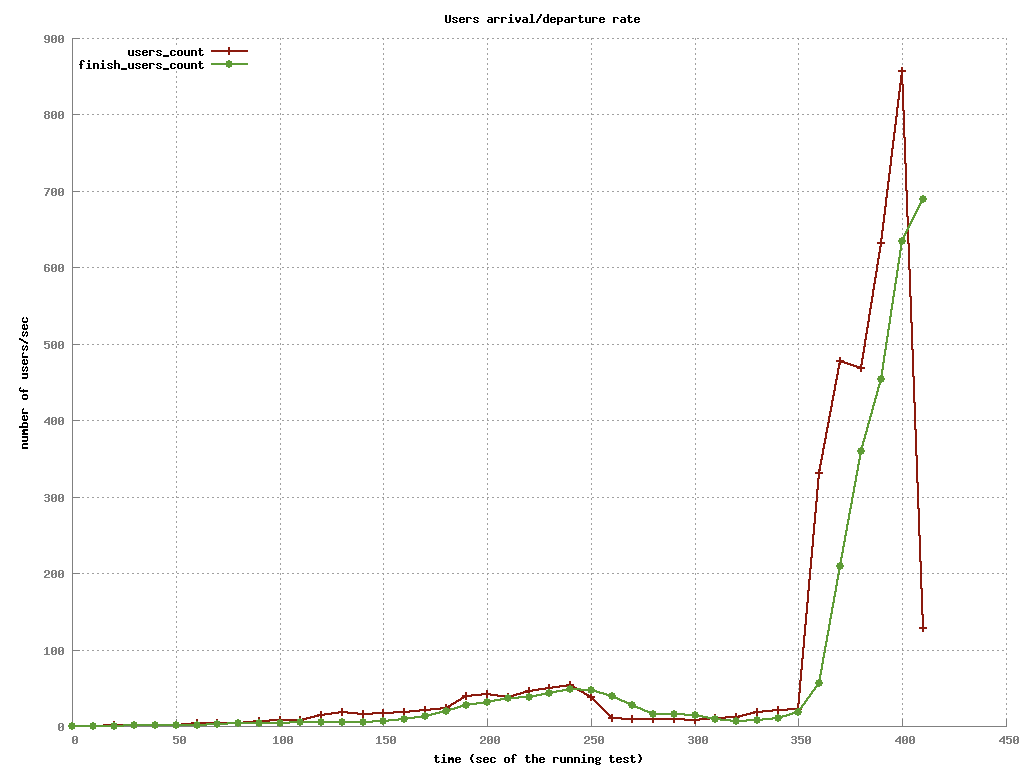 Users arrival/departure rate
users_count
finish_users_count
900
800
700
600
500
400
300
200
100
0
number of users/sec
0 50 100 150 200 250 300 350 400 450
time (sec of the running test)